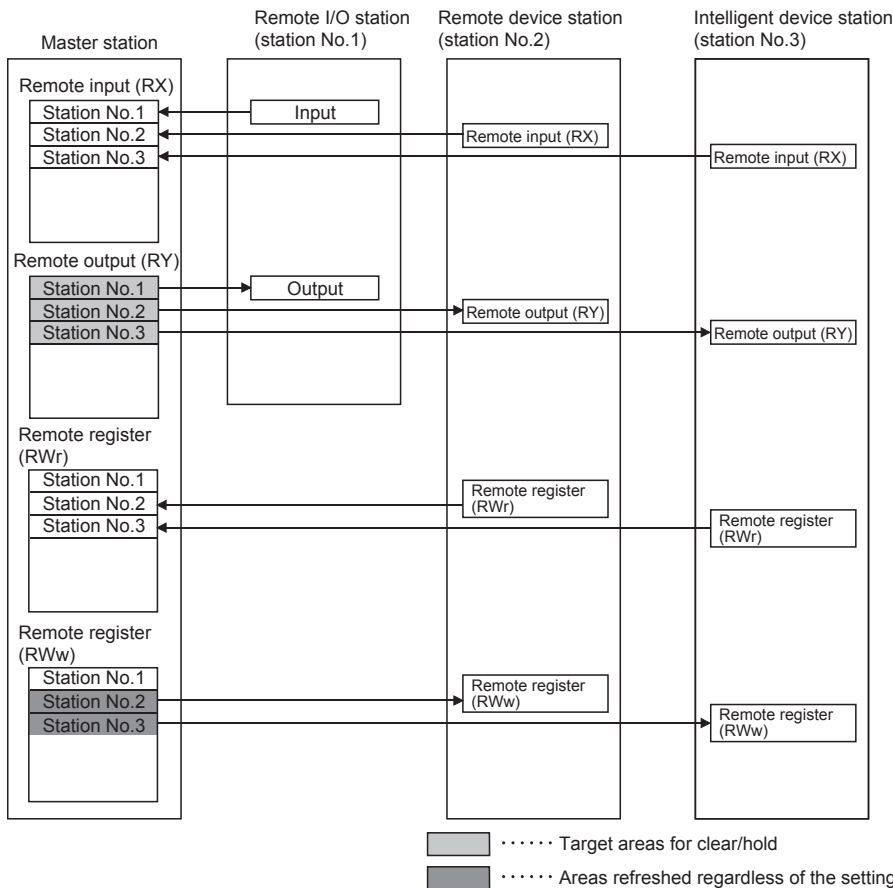 Master station
Remote I/O station
(station No.1)
Remote device station
(station No.2)
Intelligent device station
(station No.3)
Remote input (RX)
Station No.1
Station No.2
Station No.3
Input
Remote input (RX)
Remote input (RX)
Remote output (RY)
Station No.1
Station No.2
Station No.3
Output
Remote output (RY)
Remote output (RY)
Remote register
(RWr)
Station No.1
Station No.2
Station No.3
Remote register
(RWr)
Remote register
(RWr)
Remote register
(RWw)
Station No.1
Station No.2
Station No.3
Remote register
(RWw)
Remote register
(RWw)
······ Target areas for clear/hold
······ Areas refreshed regardless of the setting